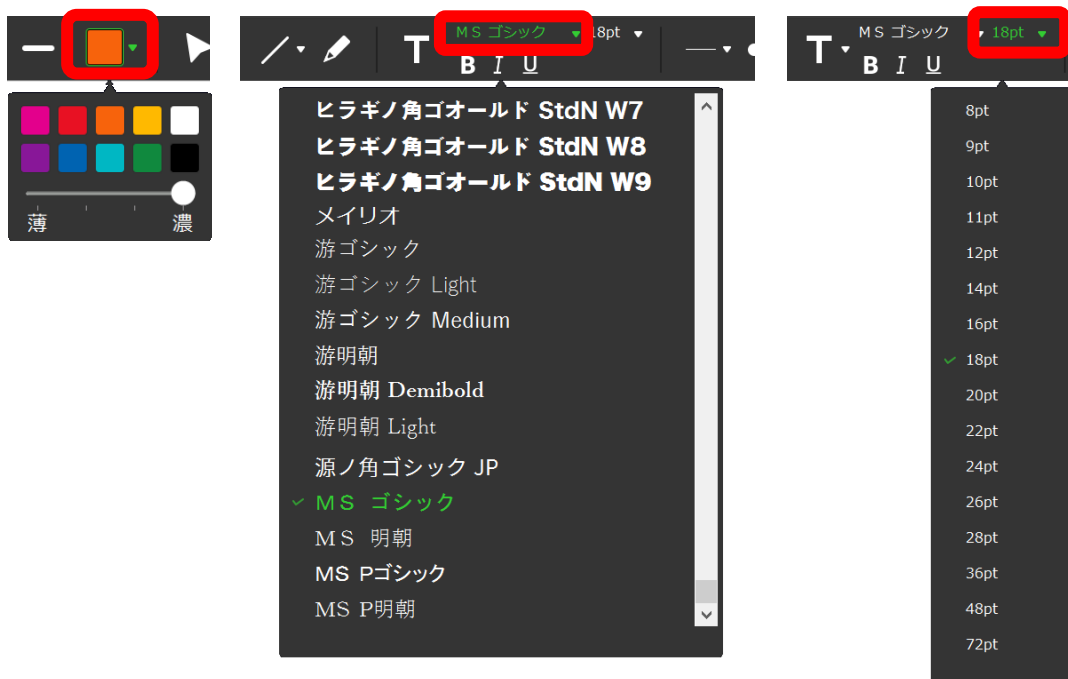 薄 濃
T MS ゴシック 18pt
B I U
ヒラギノ角ゴオールド StdN W7
ヒラギノ角ゴオールド StdN W8
ヒラギノ角ゴオールド StdN W9
メイリオ
游ゴシック
游ゴシック Light
游ゴシック Medium
游明朝
游明朝 Demibold
游明朝 Light
源ノ角ゴシック JP
ＭＳ ゴシック
ＭＳ 明朝
MS Pゴシック
MS P明朝
T ＭＳ ゴシック 18pt
B I U
8pt
9pt
10pt
11pt
12pt
14pt
16pt
18pt
20pt
22pt
24pt
26pt
28pt
36pt
48pt
72pt